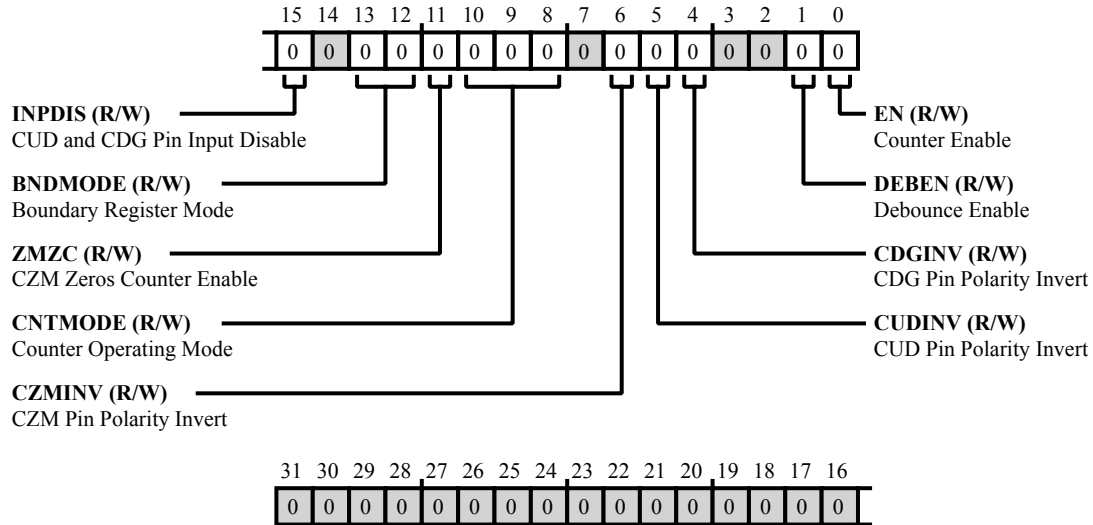 15 14 13 12 11 10 9 8 7 6 5 4 3 2 1 0
0 0 0 0 0 0 0 0 0 0 0 0 0 0 0 0
INPDIS (R/W)
CUD and CDG Pin Input Disable
BNDMODE (R/W)
Boundary Register Mode
ZMZC (R/W)
CZM Zeros Counter Enable
CNTMODE (R/W)
Counter Operating Mode
CZMINV (R/W)
CZM Pin Polarity Invert
EN (R/W)
Counter Enable
DEBEN (R/W)
Debounce Enable
CDGINV (R/W)
CDG Pin Polarity Invert
CUDINV (R/W)
CUD Pin Polarity Invert
31 30 29 28 27 26 25 24 23 22 21 20 19 18 17 16
0 0 0 0 0 0 0 0 0 0 0 0 0 0 0 0